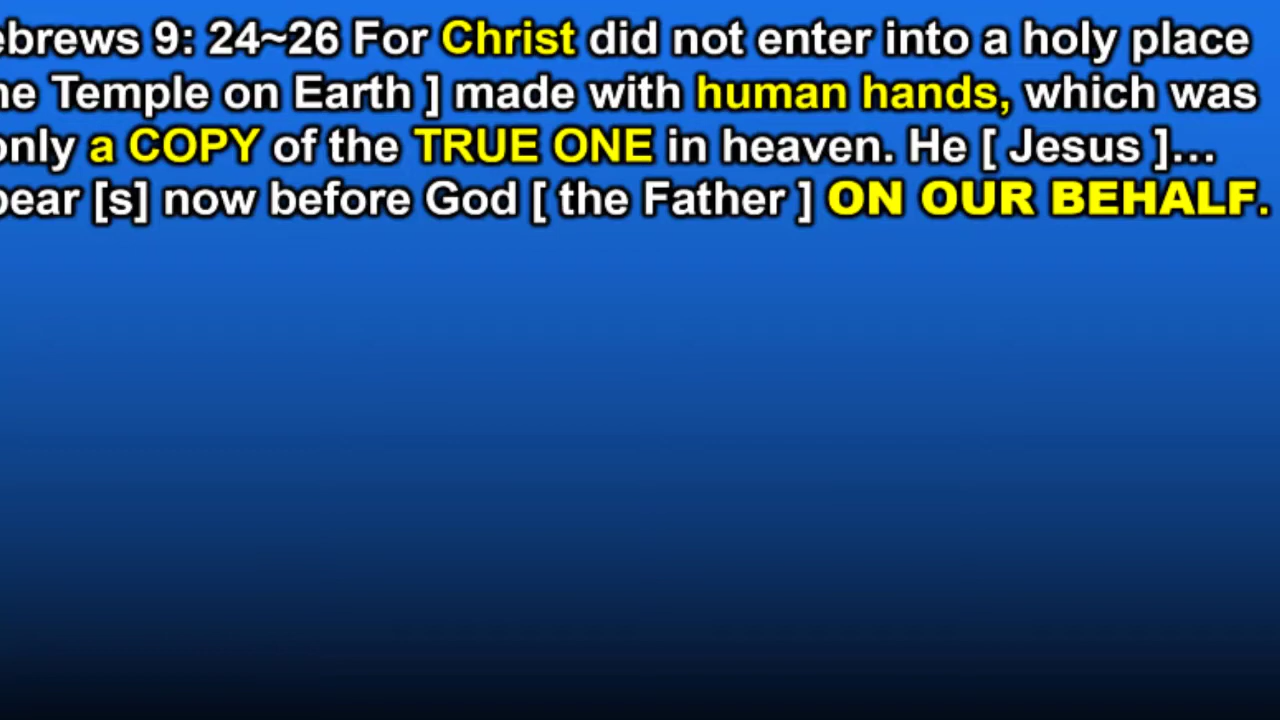 ebrews 9: 24~26 For Christ did not enter into a holy place
he Temple on Earth ] made with human hands, which was
only a COPY of the TRUE ONE in heaven. He [ Jesus ]...
pear [s] now before God [ the Father ] ON OUR BEHALF.